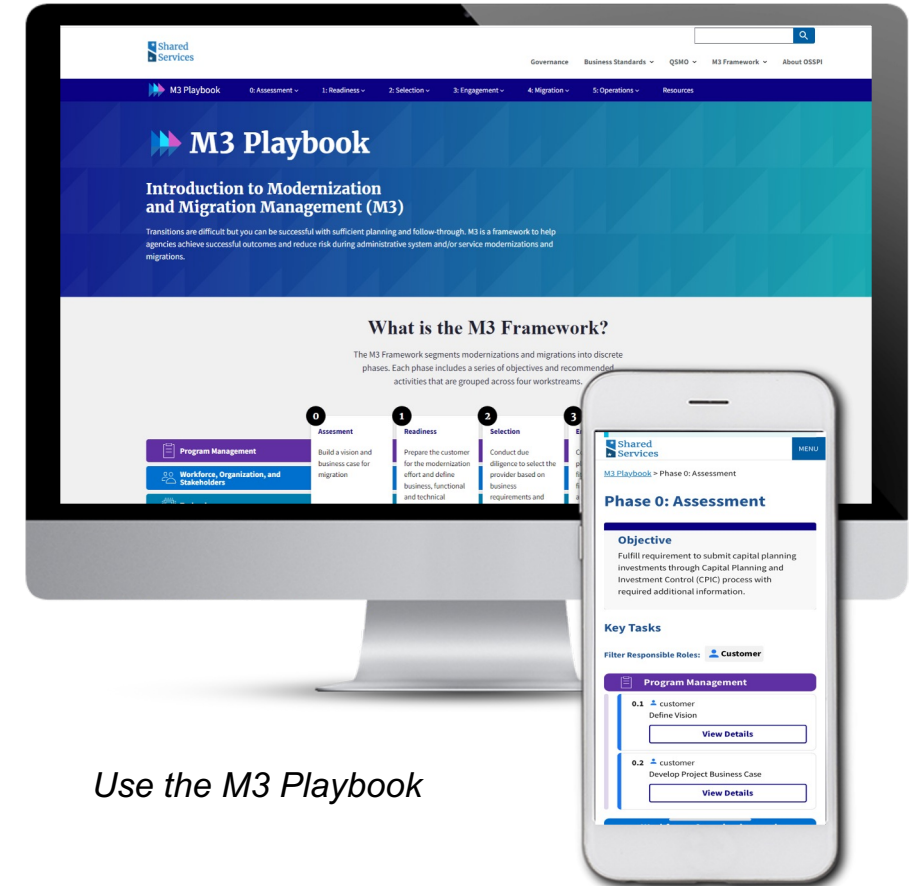 Shared
Services
Governance Business Standards QSMO M3 Framework About OSSPI
M3 Playbook 0: Assessment 1: Readiness 2: Selection 3: Engagement 4: Migration 5: Operations Resources
M3 Playbook
Introduction to Modernization
and Migration Management (M3)
Transitions are difficult but you can be successful with sufficient planning and follow-through. M3 is a framework to help
agencies achieve successful outcomes and reduce risk during administrative system and/or service modernizations and
migrations.
What is the M3 Framework?
The M3 Framework segments modernizations and migrations into discrete
phases. Each phase includes a series of objectives and recommended
activities that are grouped across four workstreams.
0 1 2 3
Assesment Readiness Selection
Program Management
Workforce, Organization, and
Stakeholders
Build a vision and
business case for
migration
Prepare the customer
for the modernization
effort and define
business, functional
and technical
Conduct due
diligence to select the
provider based on
business
requirements and
Shared
Services
MENU
M3 Playbook > Phase 0: Assessment
Phase 0: Assessment
Objective
Fulfill requirement to submit capital planning
investments through Capital Planning and
Investment Control (CPIC) process with
required additional information.
Key Tasks
Filter Responsible Roles: Customer
Program Management
0.1 customer
Define Vision
View Details
0.2 customer
Develop Project Business Case
View Details
Use the M3 Playbook